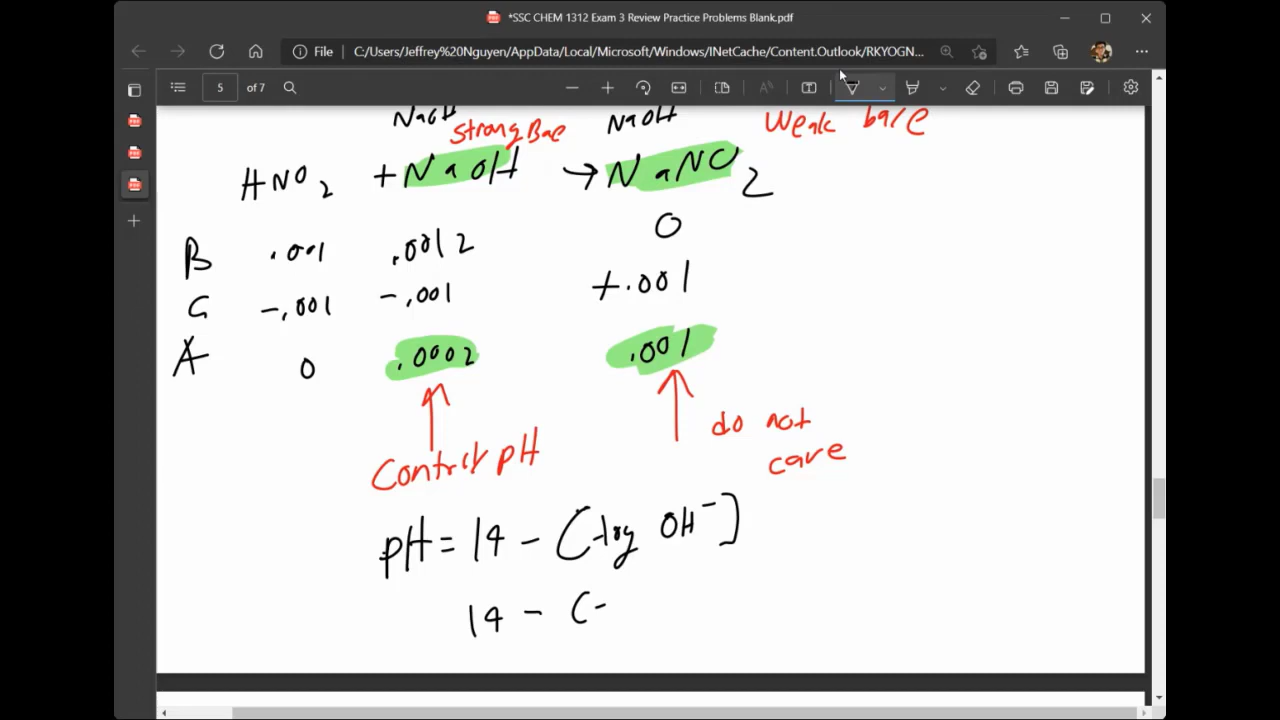 *SSC CHEM 1312 Exam 3 Review Practice Problems Blank.pdf
File C:/Users/Jeffrey%20Nguyen/AppData/Local/Microsoft/Windows/INetCache/Content.Outlook/RKYOGN...
5 of 7
NaOH NaOH Weak base
Strong Bae
HNO2 + NaOH → NaNO2
B .001 .0012 0
C -.001 -.001 +.001
A 0 .0002 .001
do not
Control pH care
pH = 14 - (-log OH-]
14 - (-